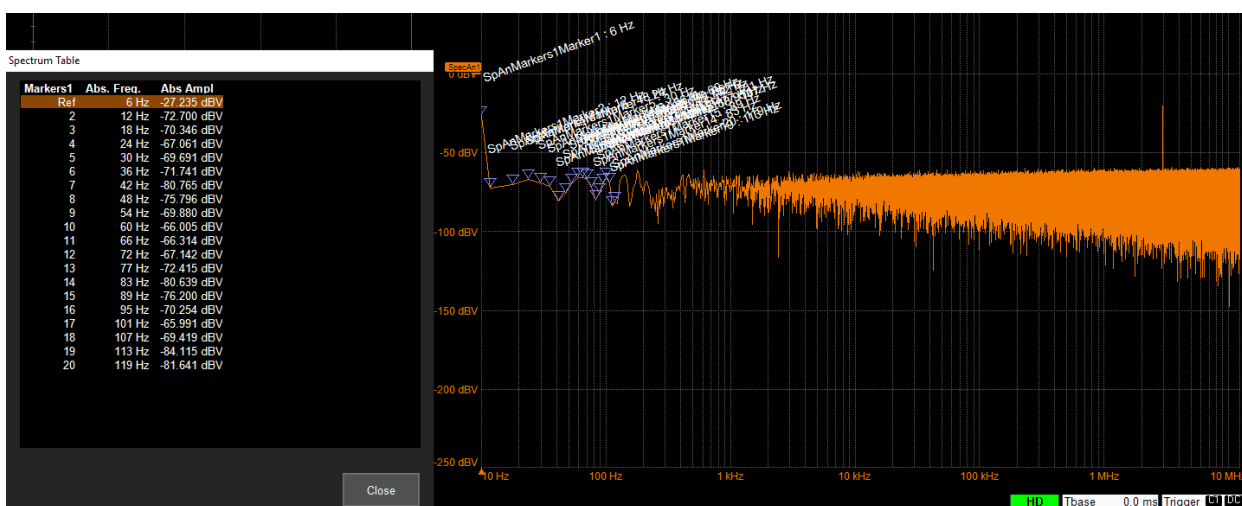 Spectrum Table
Markers1 Abs. Freq. Abs Ampl
Ref 6 Hz -27.235 dBV
2 12 Hz -72.700 dBV
3 18 Hz -70.346 dBV
4 24 Hz -67.061 dBV
5 30 Hz -69.691 dBV
6 36 Hz -71.741 dBV
7 42 Hz -80.765 dBV
8 48 Hz -75.796 dBV
9 54 Hz -69.880 dBV
10 60 Hz -66.005 dBV
11 66 Hz -66.314 dBV
12 72 Hz -67.142 dBV
13 77 Hz -72.415 dBV
14 83 Hz -80.639 dBV
15 89 Hz -76.200 dBV
16 95 Hz -70.254 dBV
17 101 Hz -65.991 dBV
18 107 Hz -69.419 dBV
19 113 Hz -84.115 dBV
20 119 Hz -81.641 dBV
Close
SpecAn1
0 dBV
SpAnMarkers1Marker1 : 6 Hz
-50 dBV
-100 dBV
-150 dBV
-200 dBV
-250 dBV
10 Hz 100 Hz 1 kHz 10 kHz 100 kHz 1 MHz 10 MH
HD Tbase 0.0 ms Trigger C1 DC